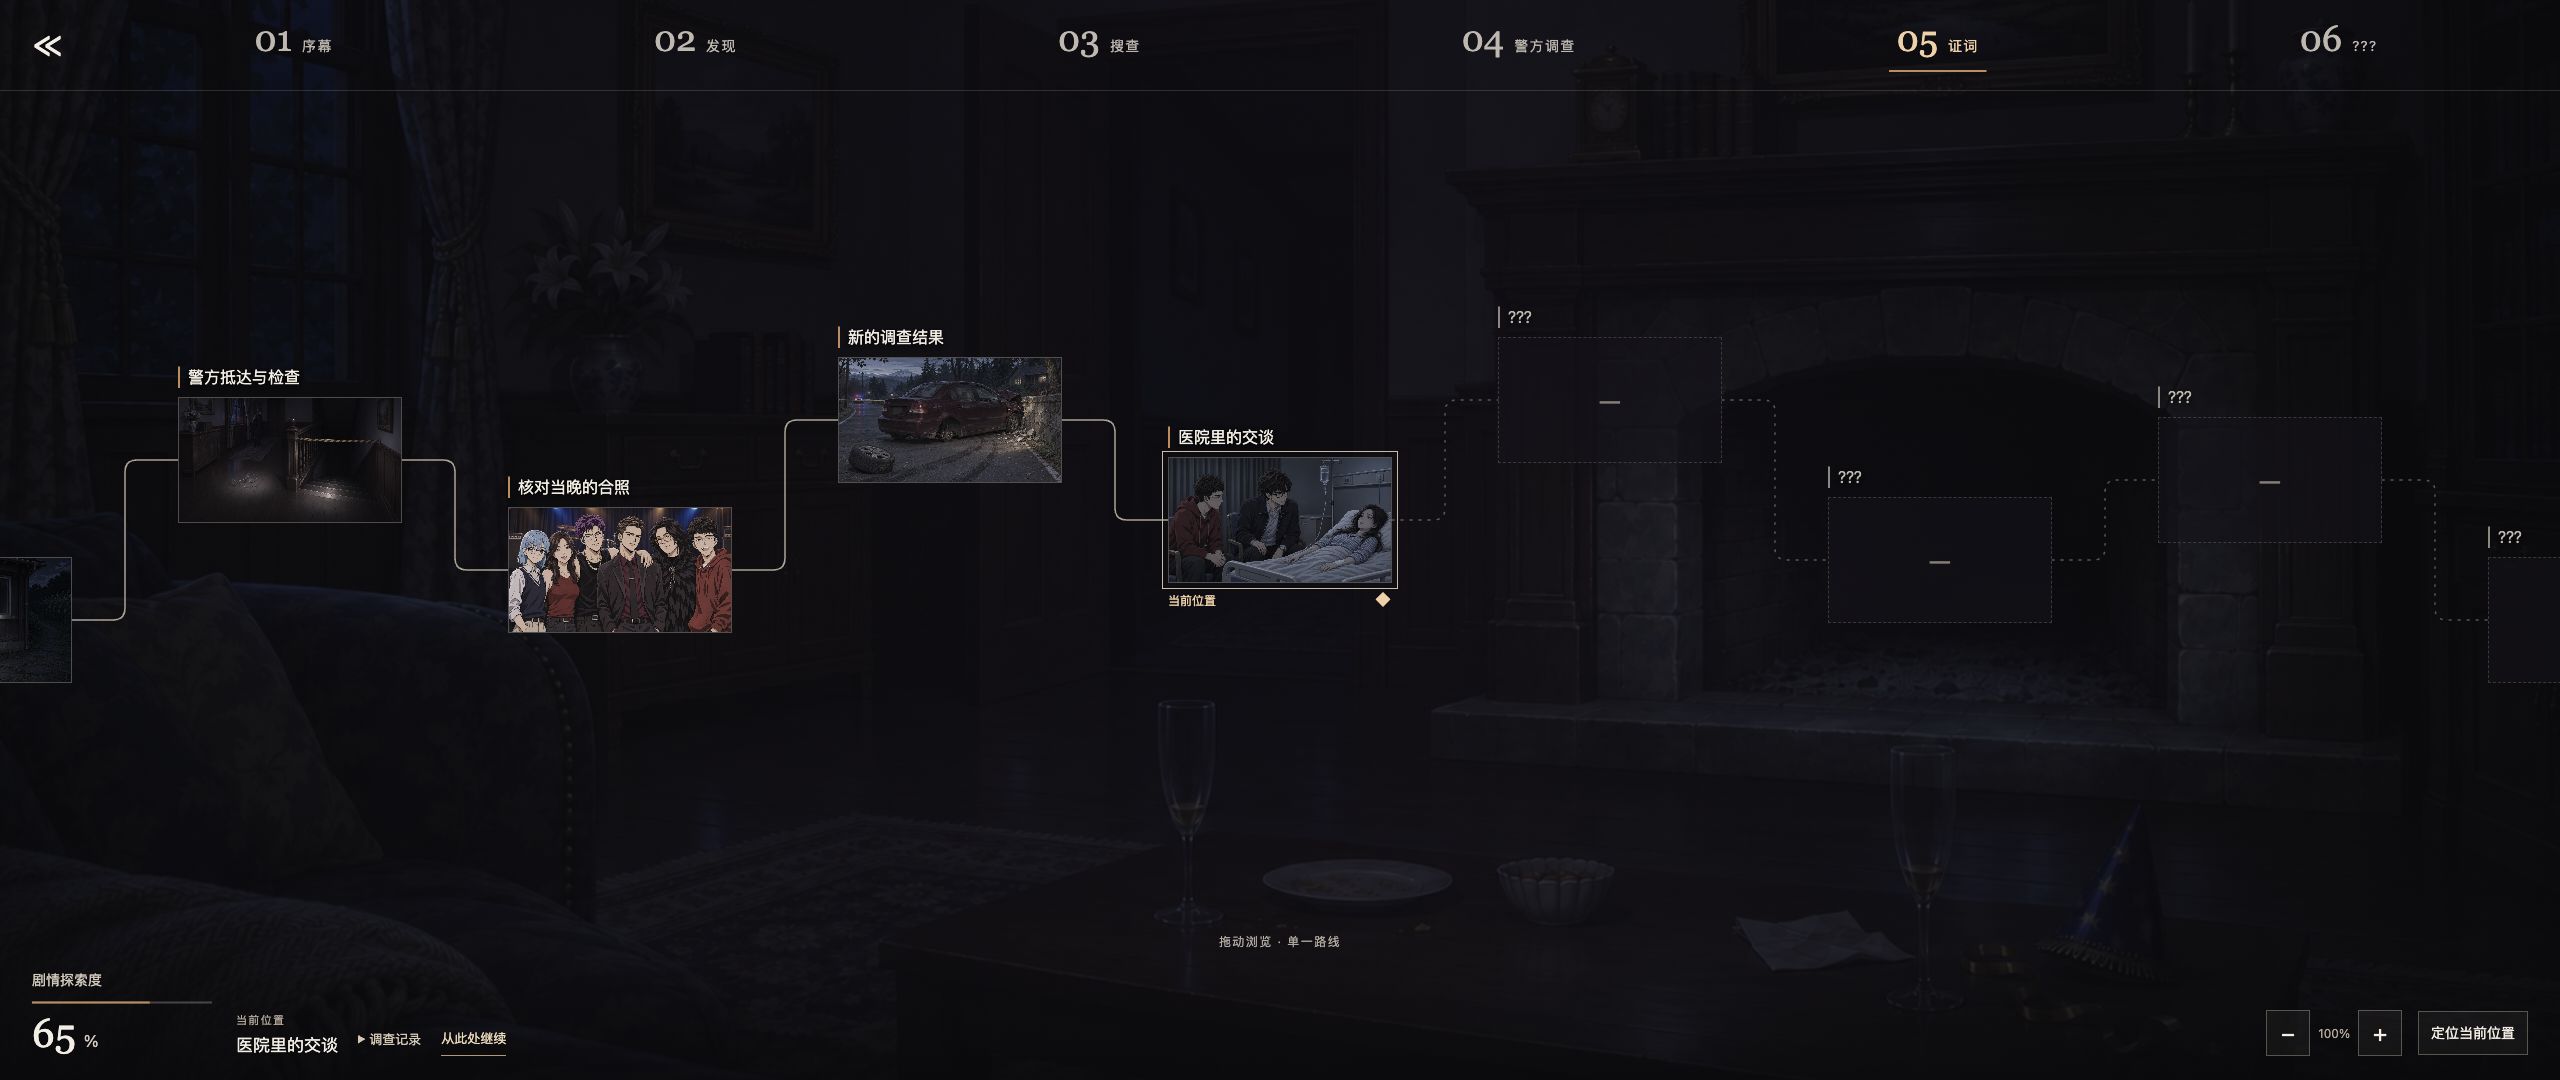 01 序幕
02 发现
03 搜查
04 警方调查
05 证词
06 ???
警方抵达与检查
核对当晚的合照
新的调查结果
医院里的交谈
当前位置
???
???
???
???
拖动浏览 · 单一路线
剧情探索度
65 %
当前位置
医院里的交谈
调查记录
从此处继续
− 100% +
定位当前位置